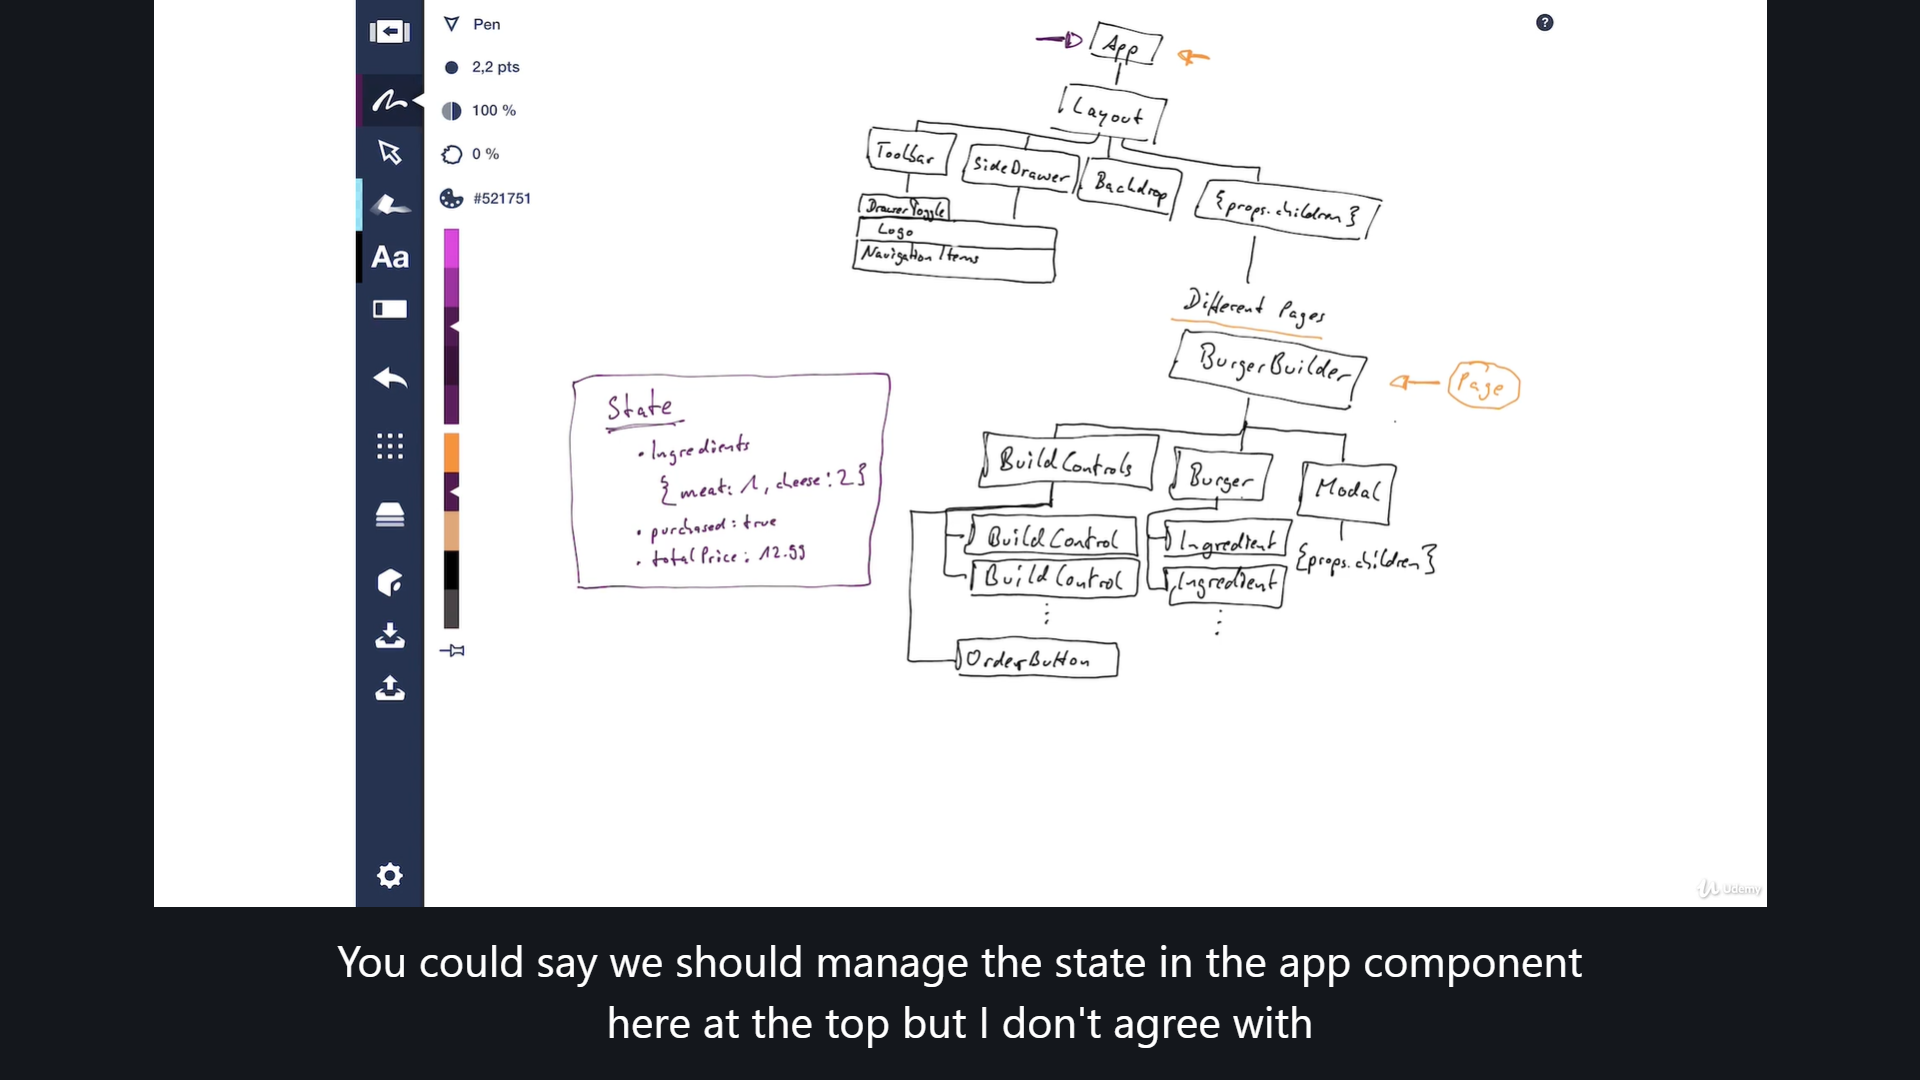 Pen
2,2 pts
100 %
0 %
#521751
Aa
?
App
Layout
Toolbar
SideDrawer
Backdrop
{props.children}
DrawerToggle
Logo
Navigation Items
Different Pages
BurgerBuilder
Page
State
• Ingredients
{meat: 1, cheese: 2}
• purchased: true
• totalPrice: 12.99
BuildControls
Burger
Modal
BuildControl
BuildControl
Ingredient
Ingredient
{props.children}
OrderButton
Udemy
You could say we should manage the state in the app component
here at the top but I don't agree with